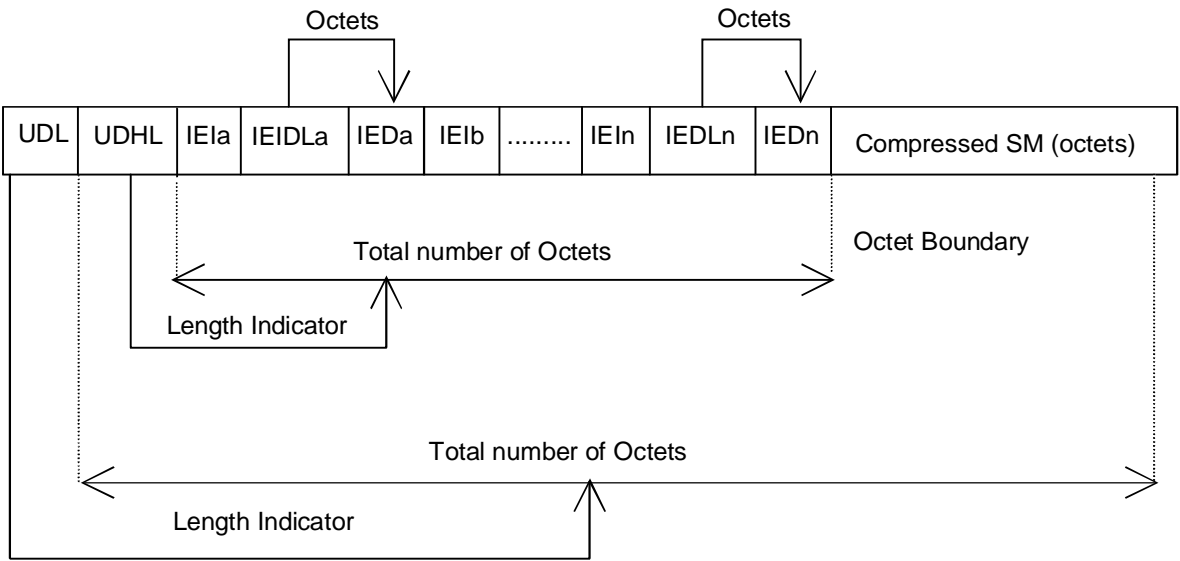 Octets Octets
UDL UDHL IEIa IEIDLa IEDa IEIb ......... IEIn IEDLn IEDn Compressed SM (octets)
Total number of Octets Octet Boundary
Length Indicator
Total number of Octets
Length Indicator